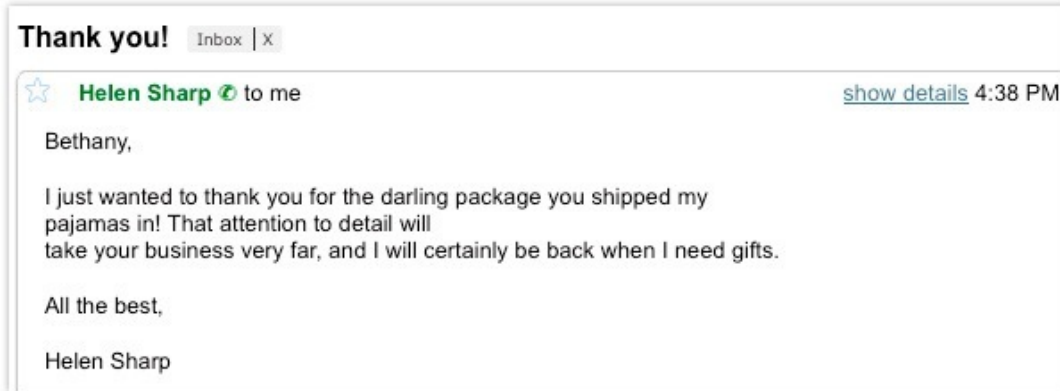 Thank you! Inbox | X
Helen Sharp to me show details 4:38 PM
Bethany,
I just wanted to thank you for the darling package you shipped my
pajamas in! That attention to detail will
take your business very far, and I will certainly be back when I need gifts.
All the best,
Helen Sharp